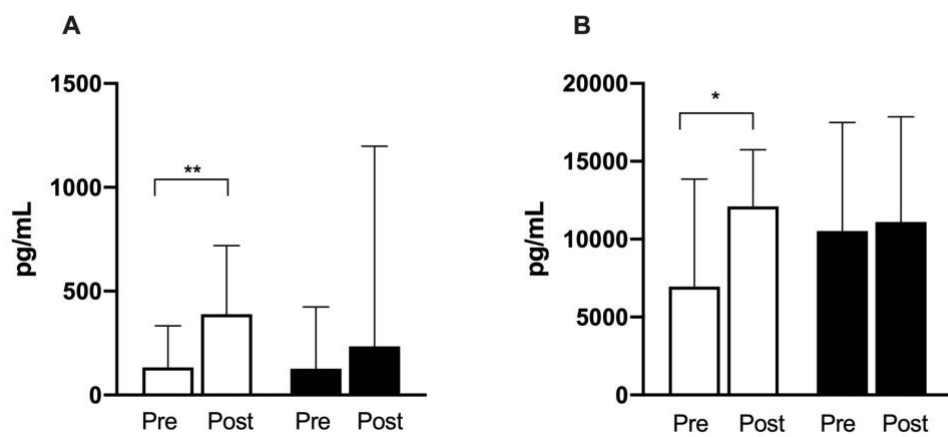 A
B
1500
1000
500
0
pg/mL
**
Pre
Post
Pre
Post
20000
15000
10000
5000
0
pg/mL
*
Pre
Post
Pre
Post